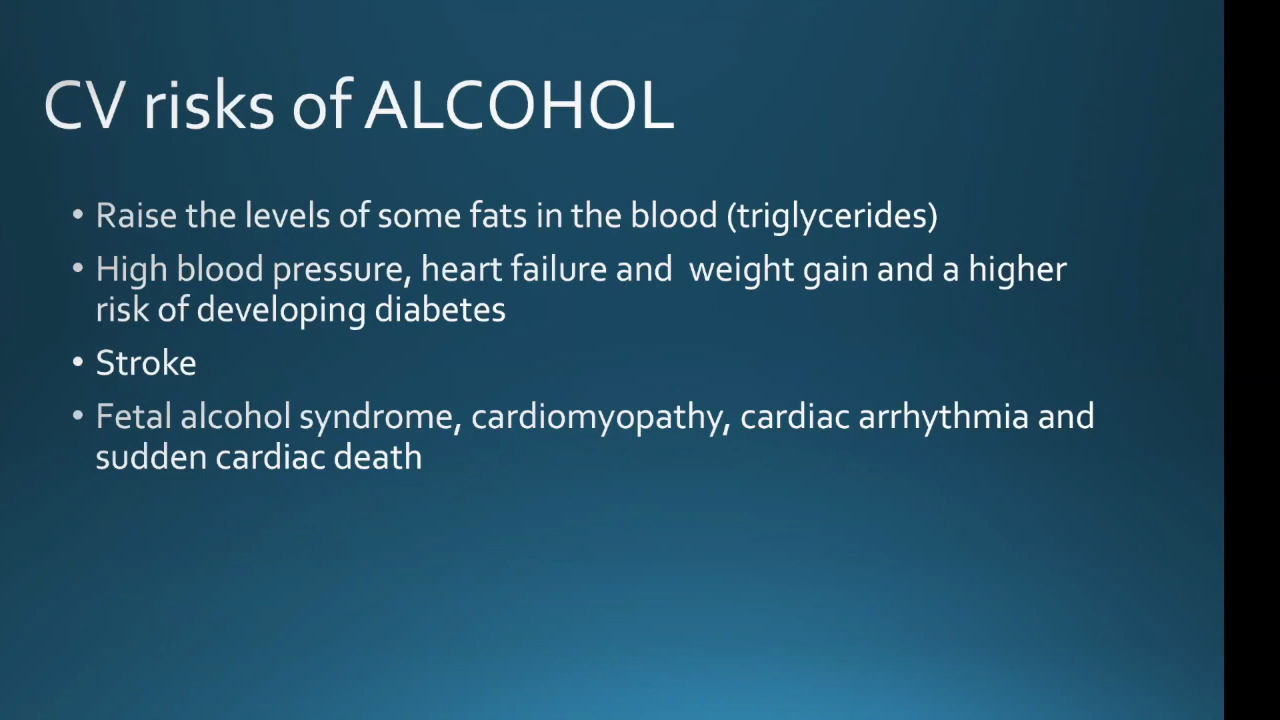 CV risks of ALCOHOL
• Raise the levels of some fats in the blood (triglycerides)
• High blood pressure, heart failure and  weight gain and a higher
risk of developing diabetes
• Stroke
• Fetal alcohol syndrome, cardiomyopathy, cardiac arrhythmia and
sudden cardiac death